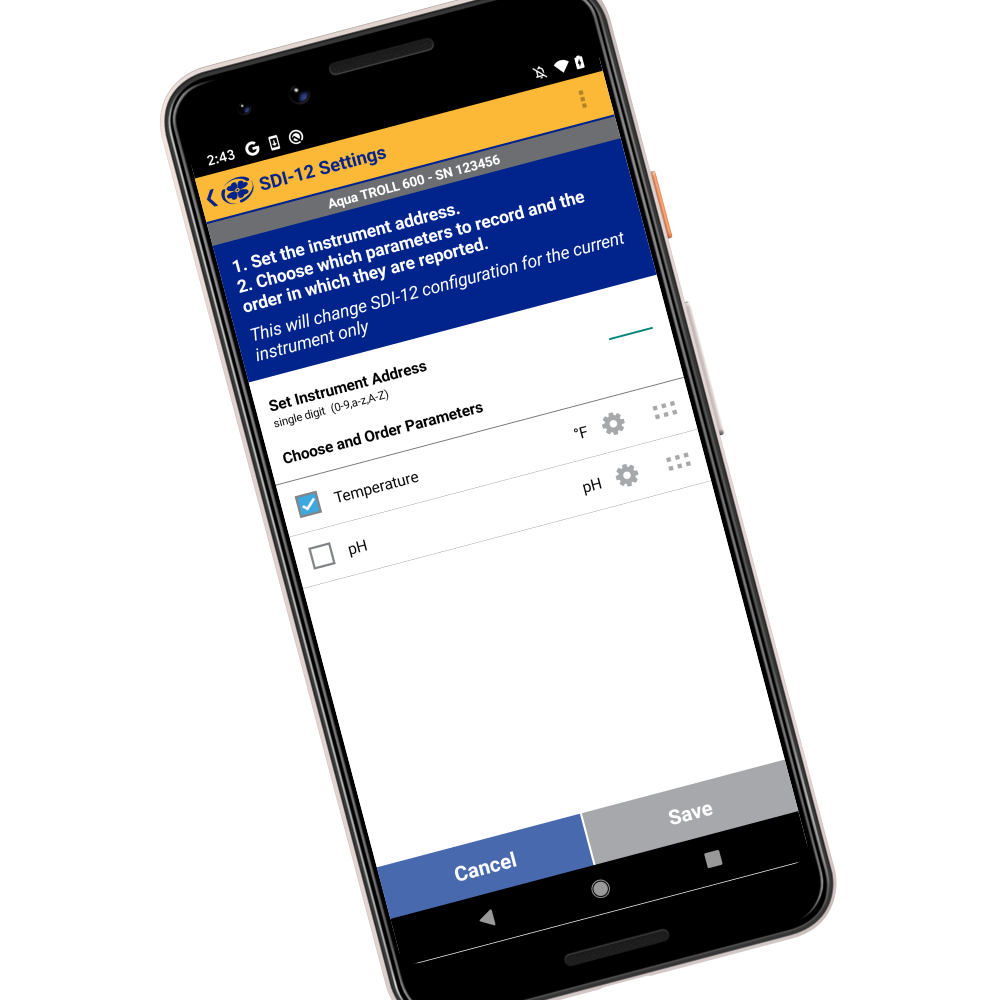 2:43
SDI-12 Settings
Aqua TROLL 600 - SN 123456
1. Set the instrument address.
2. Choose which parameters to record and the
order in which they are reported.
This will change SDI-12 configuration for the current
instrument only
Set Instrument Address
single digit (0-9,a-z,A-Z)
Choose and Order Parameters
Temperature °F
pH pH
Cancel Save